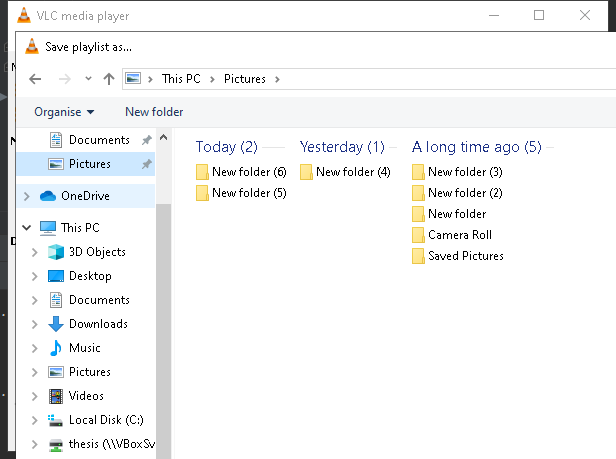 VLC media player
Save playlist as...
This PC
Pictures
Organise
New folder
Documents
Pictures
OneDrive
This PC
3D Objects
Desktop
Documents
Downloads
Music
Pictures
Videos
Local Disk (C:)
thesis (\\VBoxSv
Today (2)
New folder (6)
New folder (5)
Yesterday (1)
New folder (4)
A long time ago (5)
New folder (3)
New folder (2)
New folder
Camera Roll
Saved Pictures